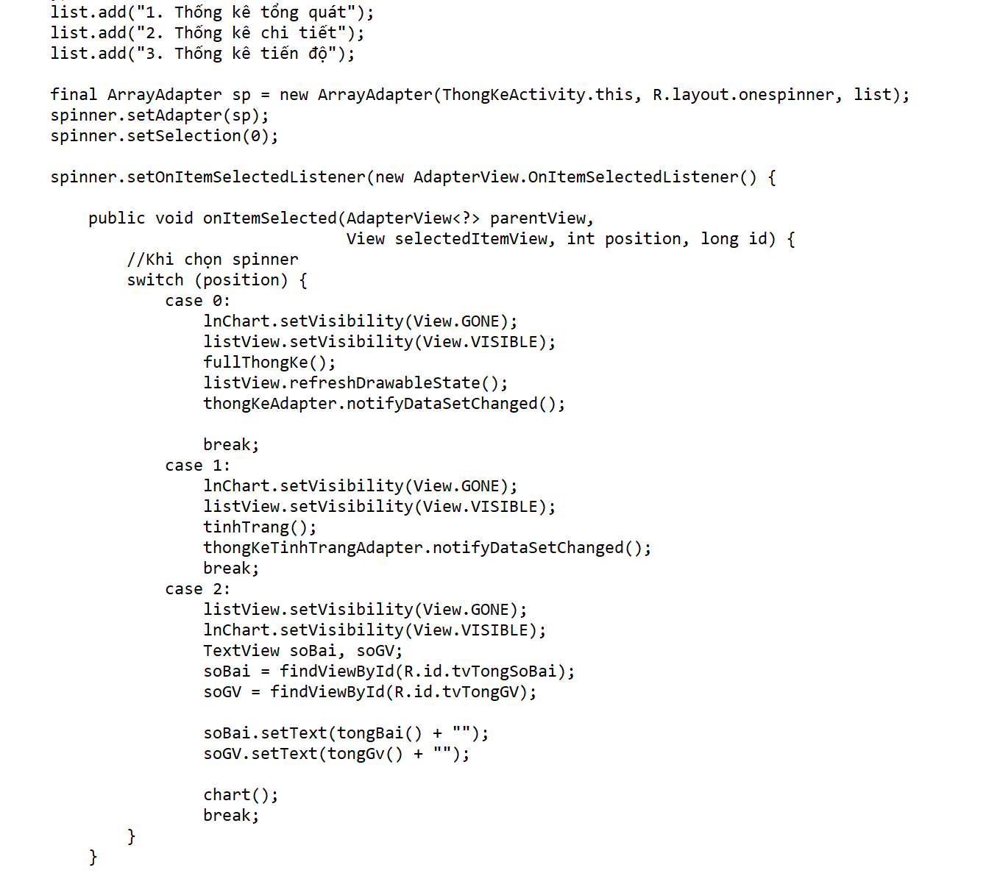 list.add("1. Thống kê tổng quát");
list.add("2. Thống kê chi tiết");
list.add("3. Thống kê tiến độ");

final ArrayAdapter sp = new ArrayAdapter(ThongKeActivity.this, R.layout.onespinner, list);
spinner.setAdapter(sp);
spinner.setSelection(0);

spinner.setOnItemSelectedListener(new AdapterView.OnItemSelectedListener() {

    public void onItemSelected(AdapterView<?> parentView,
                               View selectedItemView, int position, long id) {
        //Khi chọn spinner
        switch (position) {
            case 0:
                lnChart.setVisibility(View.GONE);
                listView.setVisibility(View.VISIBLE);
                fullThongKe();
                listView.refreshDrawableState();
                thongKeAdapter.notifyDataSetChanged();

                break;
            case 1:
                lnChart.setVisibility(View.GONE);
                listView.setVisibility(View.VISIBLE);
                tinhTrang();
                thongKeTinhTrangAdapter.notifyDataSetChanged();
                break;
            case 2:
                listView.setVisibility(View.GONE);
                lnChart.setVisibility(View.VISIBLE);
                TextView soBai, soGV;
                soBai = findViewById(R.id.tvTongSoBai);
                soGV = findViewById(R.id.tvTongGV);

                soBai.setText(tongBai() + "");
                soGV.setText(tongGv() + "");

                chart();
                break;
        }
    }